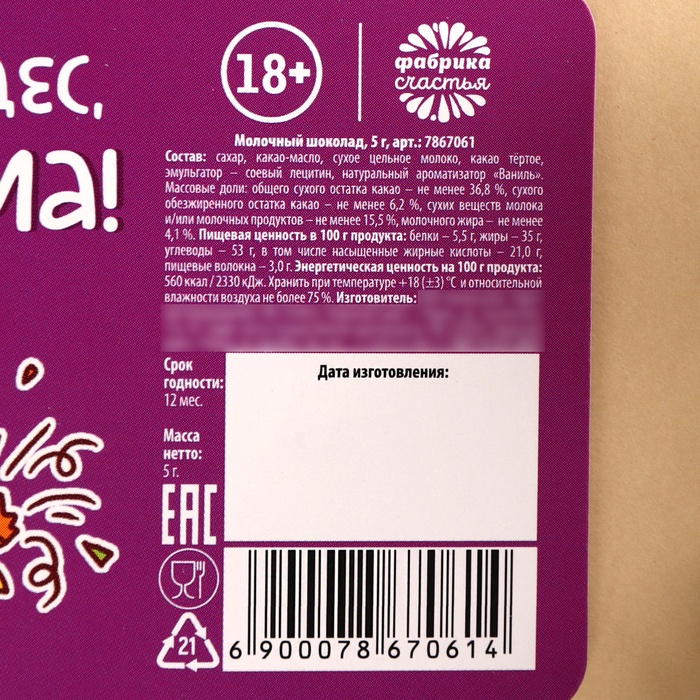 18+
фабрика
счастья
дес,
ма!
Молочный шоколад, 5 г, арт.: 7867061
Состав: сахар, какао-масло, сухое цельное молоко, какао тёртое,
эмульгатор – соевый лецитин, натуральный ароматизатор «Ваниль».
Массовые доли: общего сухого остатка какао – не менее 36,8 %, сухого
обезжиренного остатка какао – не менее 6,2 %, сухих веществ молока
и/или молочных продуктов – не менее 15,5 %, молочного жира – не менее
4,1 %. Пищевая ценность в 100 г продукта: белки – 5,5 г, жиры – 35 г,
углеводы – 53 г, в том числе насыщенные жирные кислоты – 21,0 г,
пищевые волокна – 3,0 г. Энергетическая ценность на 100 г продукта:
560 ккал / 2330 кДж. Хранить при температуре +18 (±3) °С и относительной
влажности воздуха не более 75 %. Изготовитель:
Срок
годности:
12 мес.
Дата изготовления:
Масса
нетто:
5 г.
EAC
21
6 900078 670614